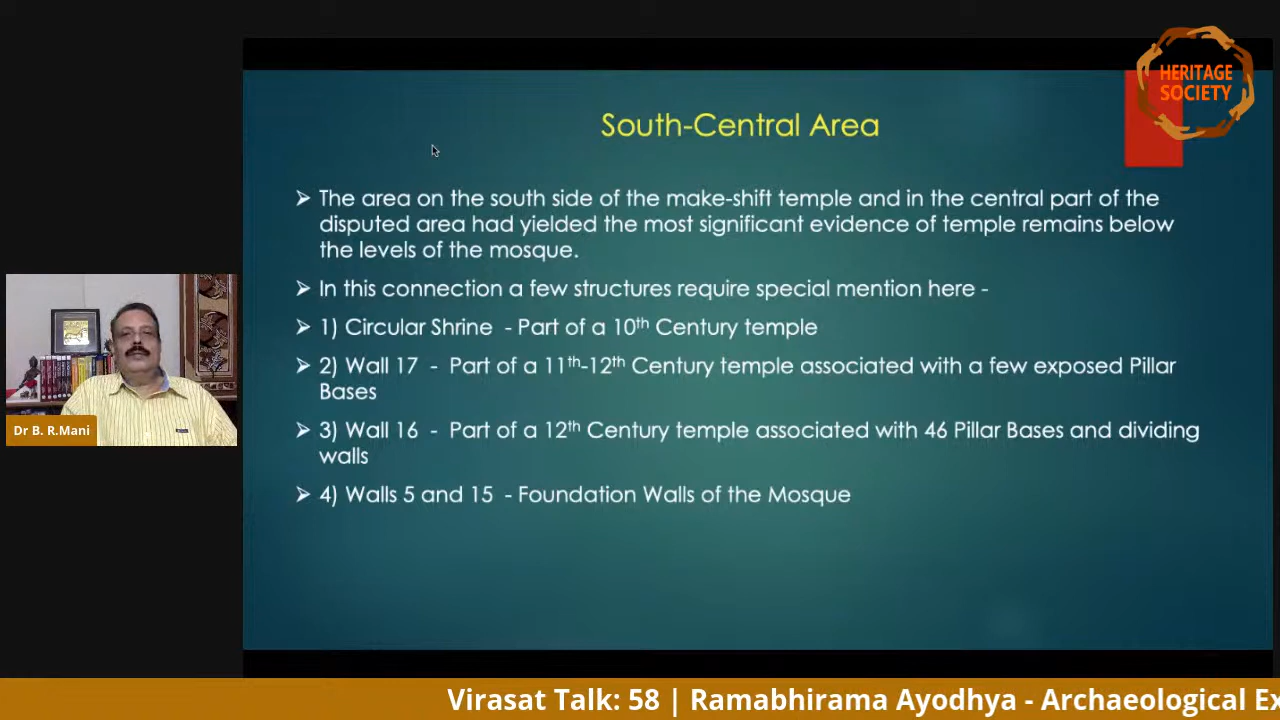 HERITAGE
SOCIETY
South-Central Area
➢ The area on the south side of the make-shift temple and in the central part of the
disputed area had yielded the most significant evidence of temple remains below
the levels of the mosque.
➢ In this connection a few structures require special mention here -
➢ 1) Circular Shrine - Part of a 10th Century temple
➢ 2) Wall 17 - Part of a 11th-12th Century temple associated with a few exposed Pillar
Bases
➢ 3) Wall 16 - Part of a 12th Century temple associated with 46 Pillar Bases and dividing
walls
➢ 4) Walls 5 and 15 - Foundation Walls of the Mosque
Dr B. R.Mani
Virasat Talk: 58 | Ramabhirama Ayodhya - Archaeological Ex